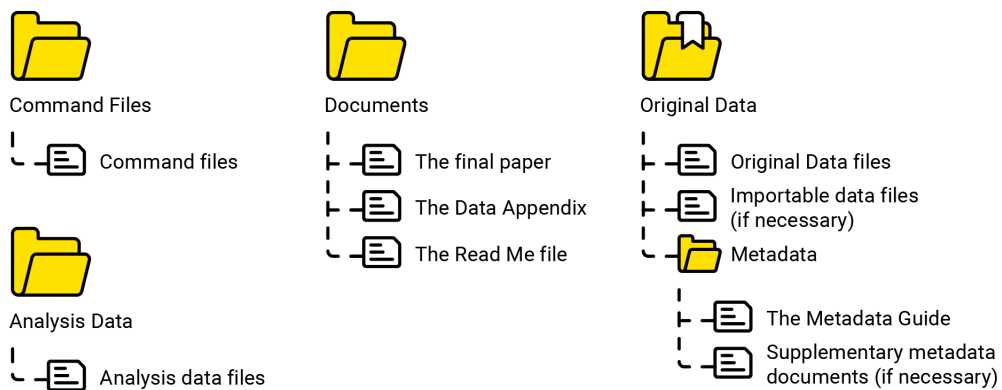 Command Files
Command files
Analysis Data
Analysis data files
Documents
The final paper
The Data Appendix
The Read Me file
Original Data
Original Data files
Importable data files
(if necessary)
Metadata
The Metadata Guide
Supplementary metadata
documents (if necessary)